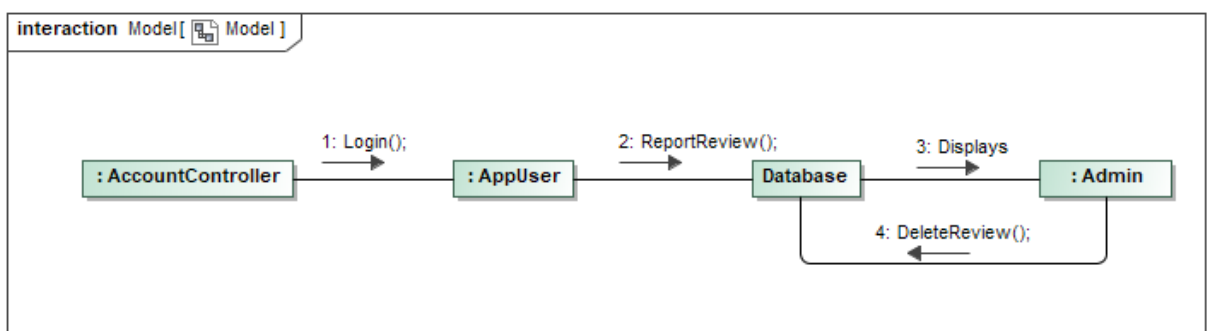 interaction Model[ Model ]
1: Login();
2: ReportReview();
3: Displays
: AccountController
: AppUser
Database
: Admin
4: DeleteReview();